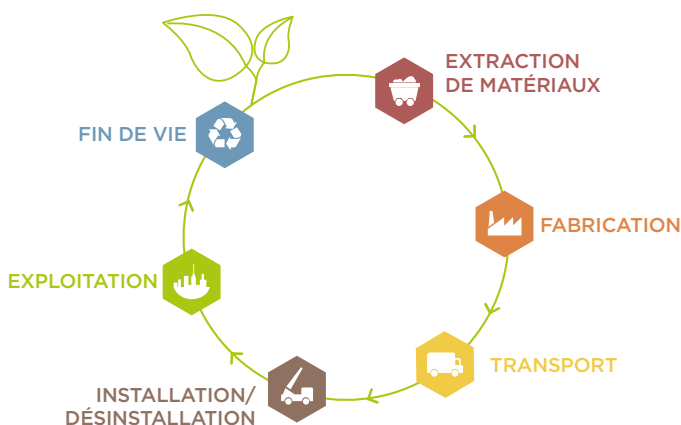 EXTRACTION
DE MATÉRIAUX
FABRICATION
TRANSPORT
INSTALLATION/
DÉSINSTALLATION
EXPLOITATION
FIN DE VIE